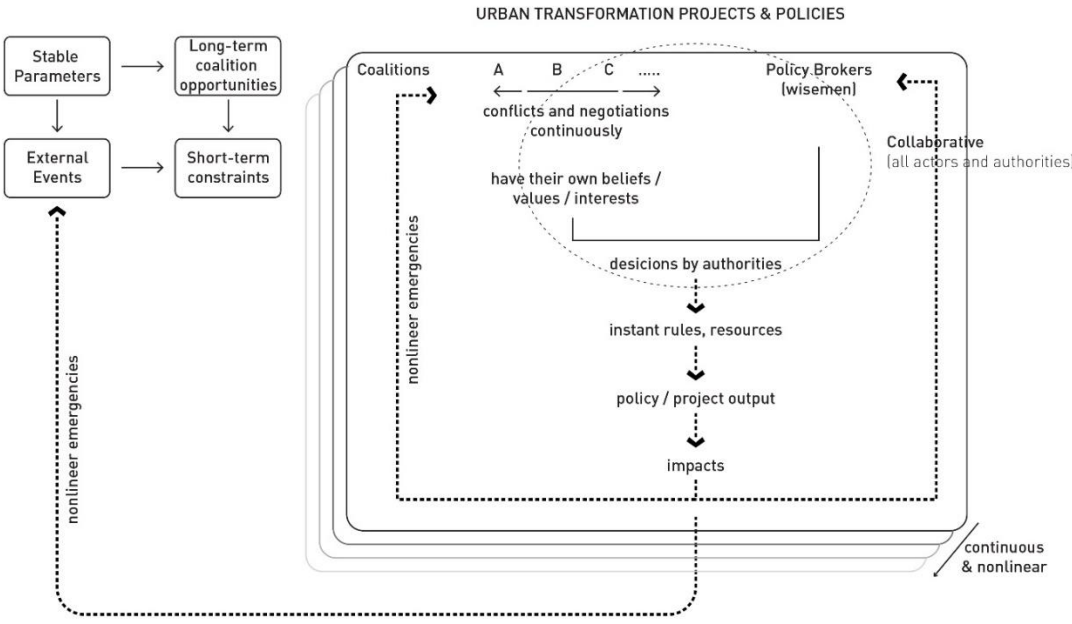 URBAN TRANSFORMATION PROJECTS & POLICIES
Stable
Parameters
Long-term
coalition
opportunities
External
Events
Short-term
constraints
nonlineer emergencies
Coalitions
A
B
C
.....
Policy Brokers
(wisemen)
conflicts and negotiations
continuously
Collaborative
(all actors and authorities)
have their own beliefs /
values / interests
nonlineer emergencies
desicions by authorities
instant rules, resources
policy / project output
impacts
continuous
& nonlinear